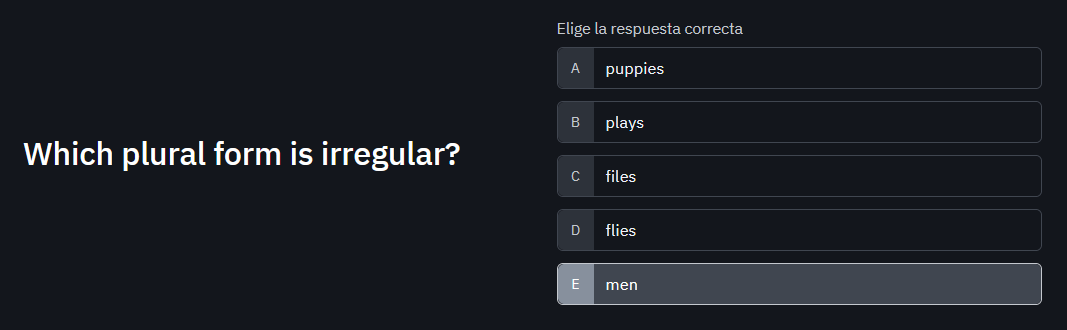 Which plural form is irregular?
Elige la respuesta correcta
A puppies
B plays
C files
D flies
E men